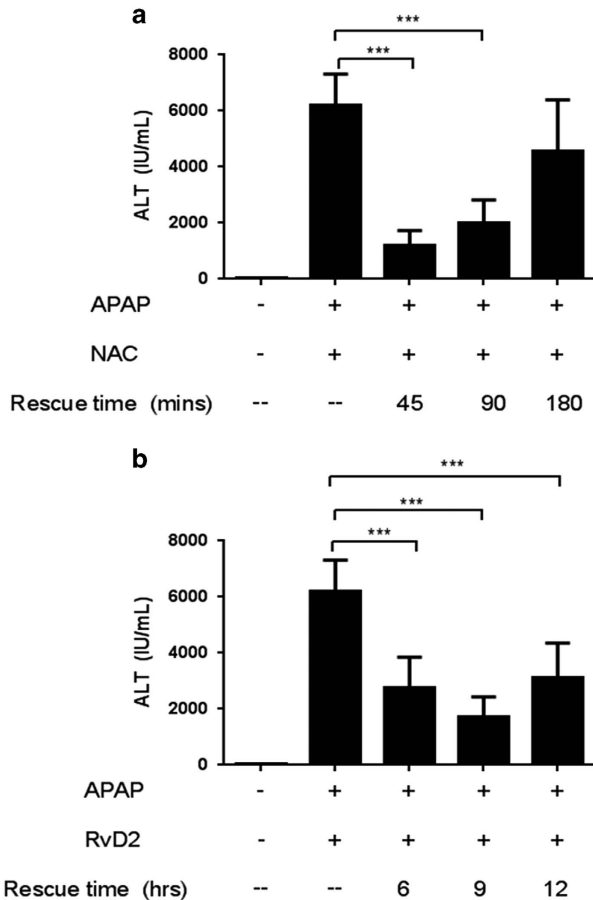 a
*** 
***
8000
6000
4000
2000
0
ALT (IU/mL)
APAP - + + + +
NAC - + + + +
Rescue time (mins) -- -- 45 90 180
b
***
***
***
8000
6000
4000
2000
0
ALT (IU/mL)
APAP - + + + +
RvD2 - + + + +
Rescue time (hrs) -- -- 6 9 12